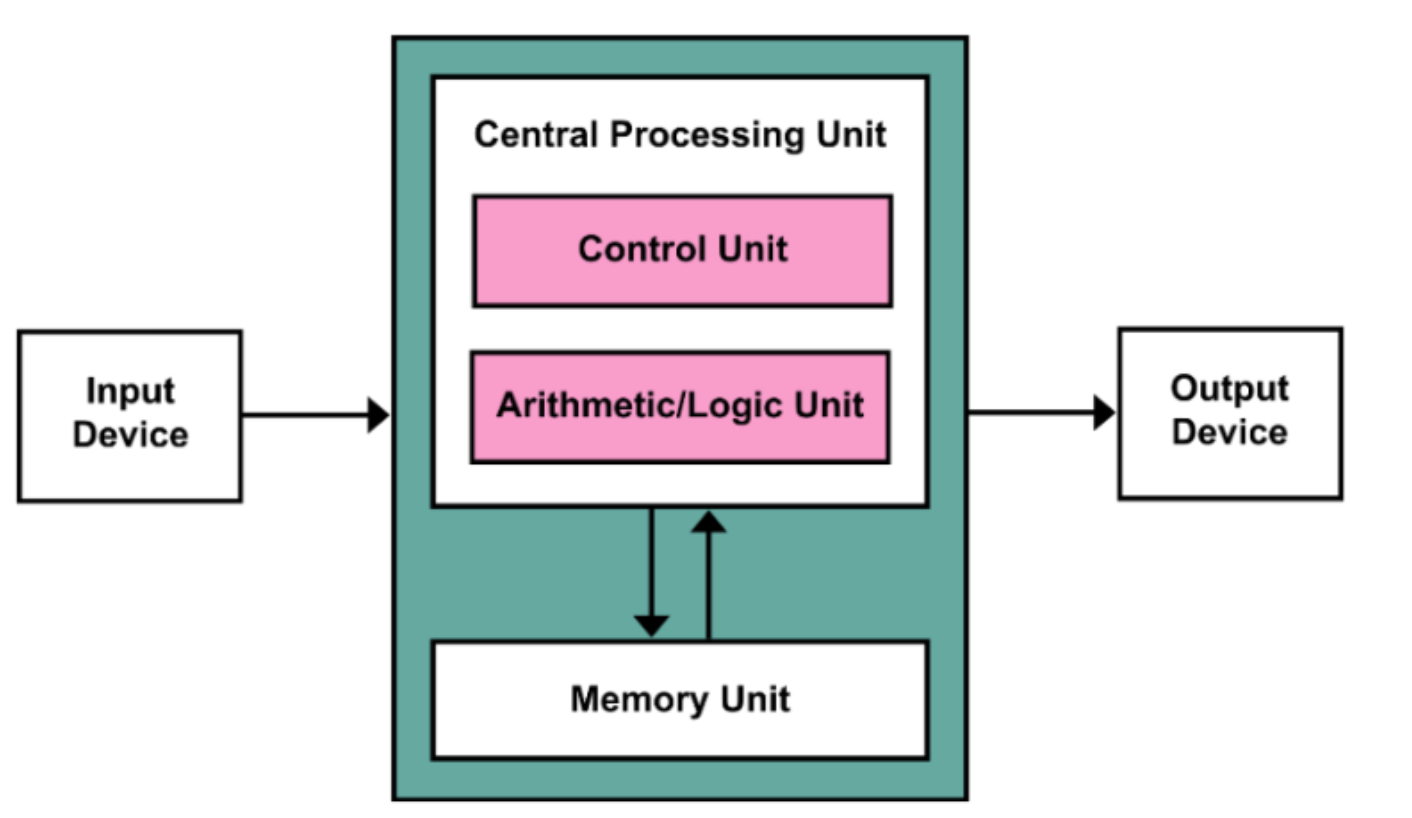 Central Processing Unit
Control Unit
Arithmetic/Logic Unit
Input
Device
Output
Device
Memory Unit